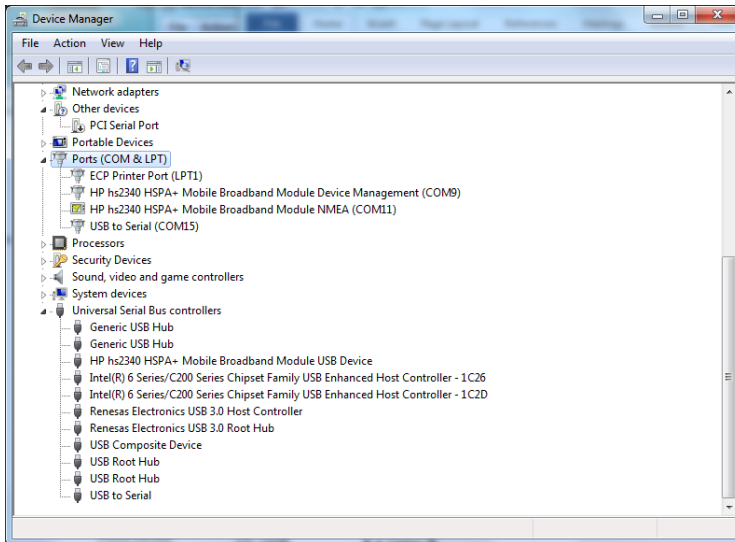 Device Manager
File Action View Help
Network adapters
Other devices
PCI Serial Port
Portable Devices
Ports (COM & LPT)
ECP Printer Port (LPT1)
HP hs2340 HSPA+ Mobile Broadband Module Device Management (COM9)
HP hs2340 HSPA+ Mobile Broadband Module NMEA (COM11)
USB to Serial (COM15)
Processors
Security Devices
Sound, video and game controllers
System devices
Universal Serial Bus controllers
Generic USB Hub
Generic USB Hub
HP hs2340 HSPA+ Mobile Broadband Module USB Device
Intel(R) 6 Series/C200 Series Chipset Family USB Enhanced Host Controller - 1C26
Intel(R) 6 Series/C200 Series Chipset Family USB Enhanced Host Controller - 1C2D
Renesas Electronics USB 3.0 Host Controller
Renesas Electronics USB 3.0 Root Hub
USB Composite Device
USB Root Hub
USB Root Hub
USB to Serial